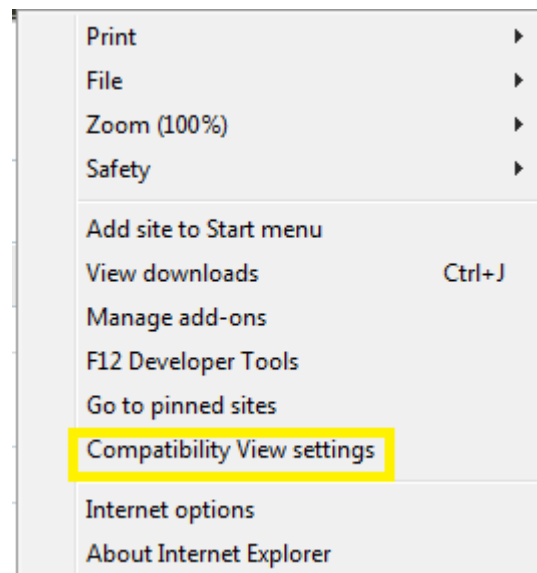 Print
File
Zoom (100%)
Safety
Add site to Start menu
View downloads Ctrl+J
Manage add-ons
F12 Developer Tools
Go to pinned sites
Compatibility View settings
Internet options
About Internet Explorer